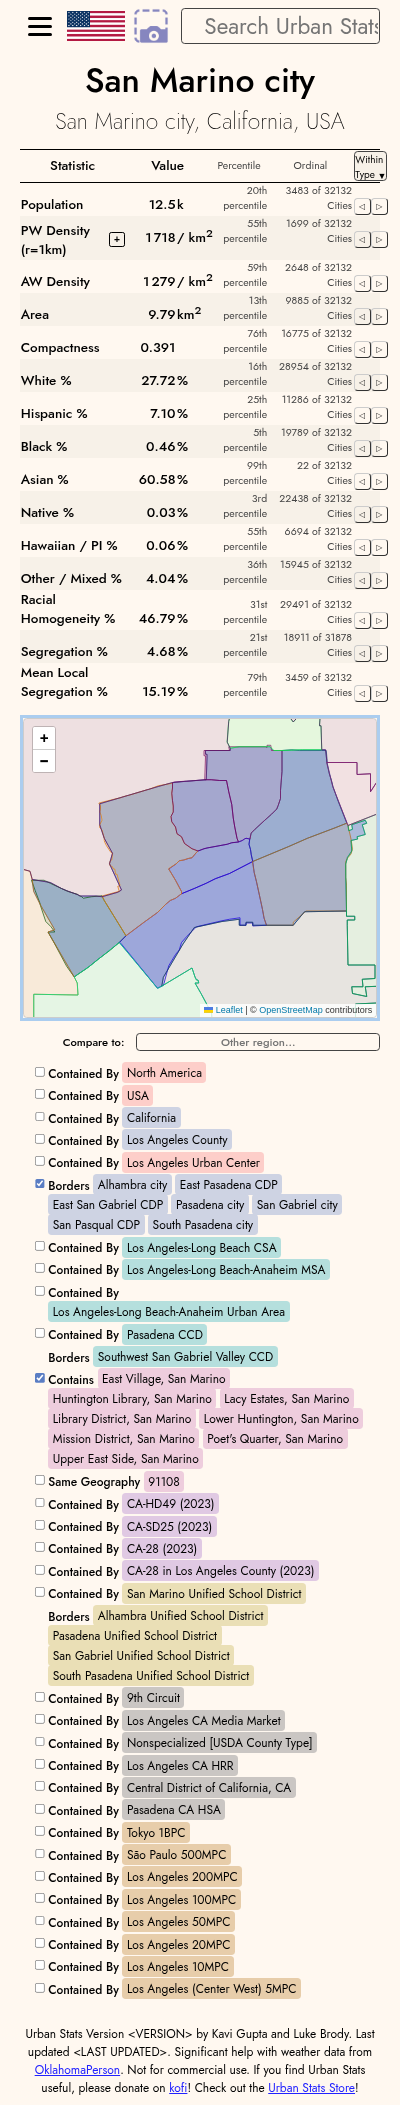 Search Urban Stats
San Marino city
San Marino city, California, USA
Statistic Value Percentile Ordinal Within Type ▼
Population 12.5k 20th percentile 3483 of 32132 Cities ◁ ▷
PW Density (r=1km) + 1718/ km² 55th percentile 1699 of 32132 Cities ◁ ▷
AW Density 1279/ km² 59th percentile 2648 of 32132 Cities ◁ ▷
Area 9.79km² 13th percentile 9885 of 32132 Cities ◁ ▷
Compactness 0.391 76th percentile 16775 of 32132 Cities ◁ ▷
White % 27.72% 16th percentile 28954 of 32132 Cities ◁ ▷
Hispanic % 7.10% 25th percentile 11286 of 32132 Cities ◁ ▷
Black % 0.46% 5th percentile 19789 of 32132 Cities ◁ ▷
Asian % 60.58% 99th percentile 22 of 32132 Cities ◁ ▷
Native % 0.03% 3rd percentile 22438 of 32132 Cities ◁ ▷
Hawaiian / PI % 0.06% 55th percentile 6694 of 32132 Cities ◁ ▷
Other / Mixed % 4.04% 36th percentile 15945 of 32132 Cities ◁ ▷
Racial Homogeneity % 46.79% 31st percentile 29491 of 32132 Cities ◁ ▷
Segregation % 4.68% 21st percentile 18911 of 31878 Cities ◁ ▷
Mean Local Segregation % 15.19% 79th percentile 3459 of 32132 Cities ◁ ▷
+
−
Leaflet | © OpenStreetMap contributors
Compare to: Other region...
Contained By North America
Contained By USA
Contained By California
Contained By Los Angeles County
Contained By Los Angeles Urban Center
Borders Alhambra city East Pasadena CDP
East San Gabriel CDP Pasadena city San Gabriel city
San Pasqual CDP South Pasadena city
Contained By Los Angeles-Long Beach CSA
Contained By Los Angeles-Long Beach-Anaheim MSA
Contained By
Los Angeles-Long Beach-Anaheim Urban Area
Contained By Pasadena CCD
Borders Southwest San Gabriel Valley CCD
Contains East Village, San Marino
Huntington Library, San Marino Lacy Estates, San Marino
Library District, San Marino Lower Huntington, San Marino
Mission District, San Marino Poet's Quarter, San Marino
Upper East Side, San Marino
Same Geography 91108
Contained By CA-HD49 (2023)
Contained By CA-SD25 (2023)
Contained By CA-28 (2023)
Contained By CA-28 in Los Angeles County (2023)
Contained By San Marino Unified School District
Borders Alhambra Unified School District
Pasadena Unified School District
San Gabriel Unified School District
South Pasadena Unified School District
Contained By 9th Circuit
Contained By Los Angeles CA Media Market
Contained By Nonspecialized [USDA County Type]
Contained By Los Angeles CA HRR
Contained By Central District of California, CA
Contained By Pasadena CA HSA
Contained By Tokyo 1BPC
Contained By São Paulo 500MPC
Contained By Los Angeles 200MPC
Contained By Los Angeles 100MPC
Contained By Los Angeles 50MPC
Contained By Los Angeles 20MPC
Contained By Los Angeles 10MPC
Contained By Los Angeles (Center West) 5MPC
Urban Stats Version <VERSION> by Kavi Gupta and Luke Brody. Last
updated <LAST UPDATED>. Significant help with weather data from
OklahomaPerson. Not for commercial use. If you find Urban Stats
useful, please donate on kofi! Check out the Urban Stats Store!